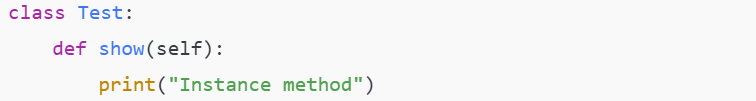 class Test:
    def show(self):
        print("Instance method")